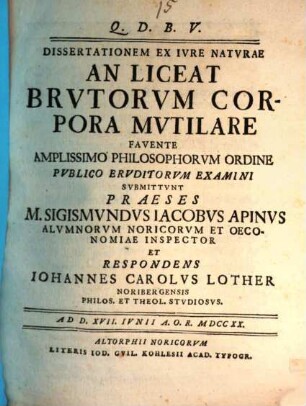 15
Q. D. B. V.
DISSERTATIONEM EX IVRE NATVRAE
AN LICEAT
BRVTORVM COR-
PORA MVTILARE
FAVENTE
AMPLISSIMO PHILOSOPHORVM ORDINE
PVBLICO ERVDITORVM EXAMINI
SVBMITTVNT
PRAESES
M. SIGISMVNDVS IACOBVS APINVS
ALVMNORVM NORICORVM ET OECO-
NOMIAE INSPECTOR
ET
RESPONDENS
IOHANNES CAROLVS LOTHER
NORIBERGENSIS
PHILOS. ET THEOL. STVDIOSVS.
AD D. XVII. IVNII A. O. R. MDCCXX.
ALTORPHII NORICORVM
LITERIS IOD. GVIL. KOHLESII ACAD. TYPOGR.